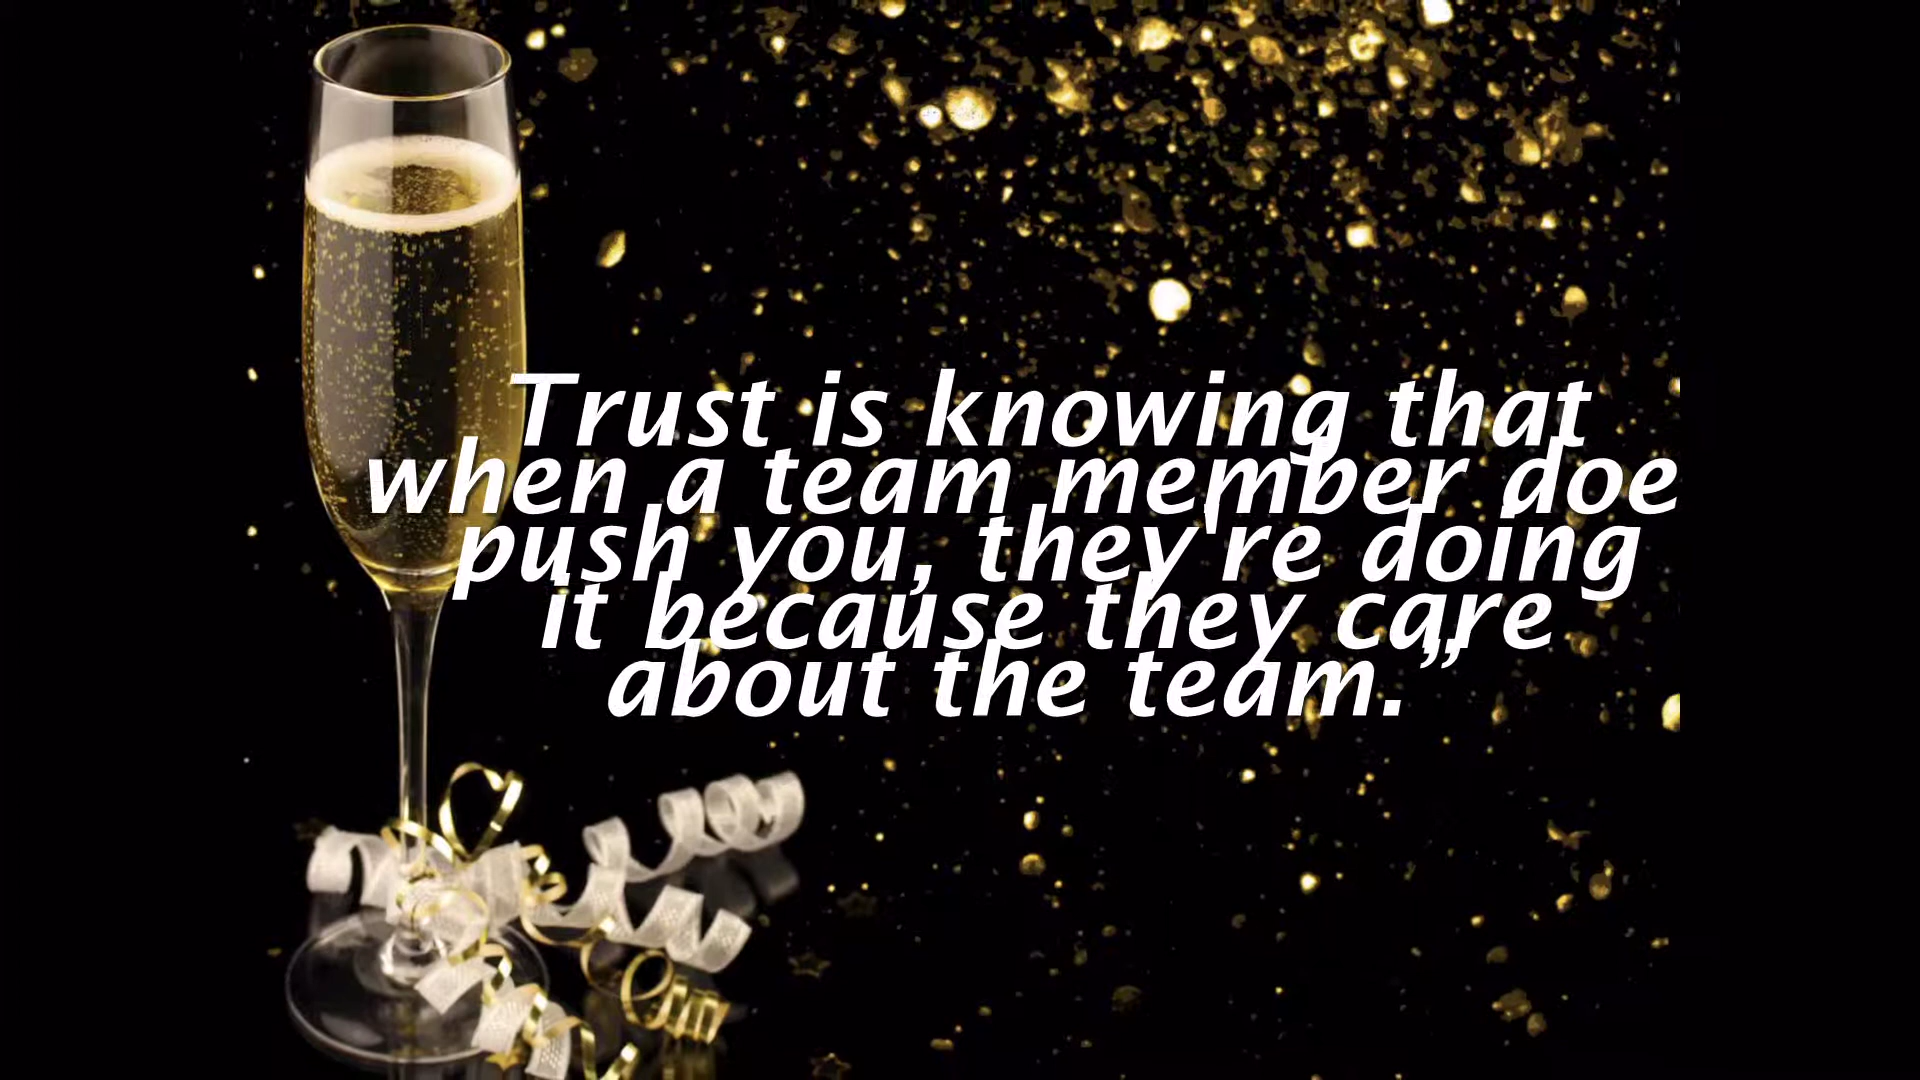 Trust is knowing that
when a team member doe
push you, they're doing
it because they care
about the team.”